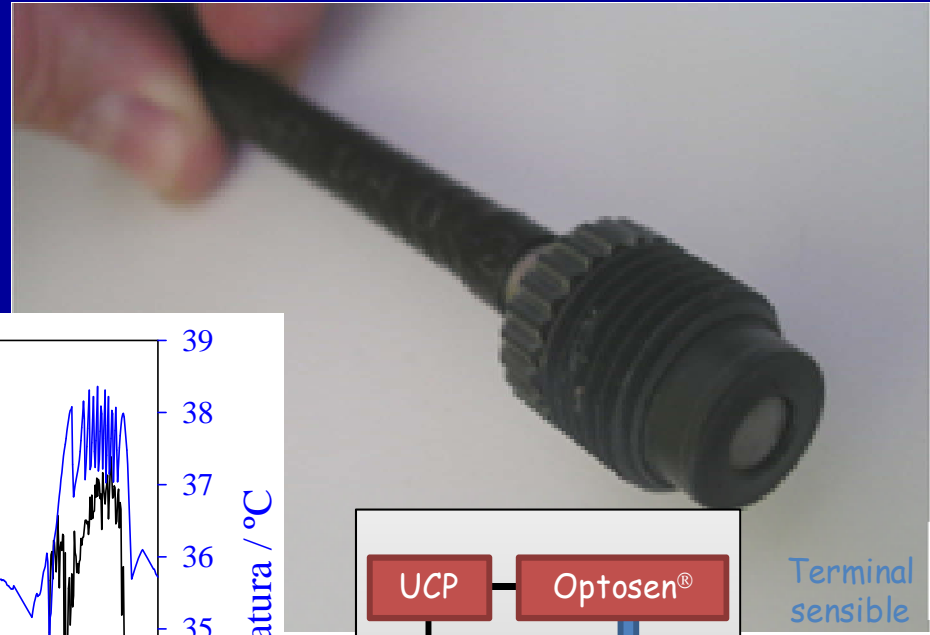 39
38
37
36
35
atura / ºC
UCP
Optosen®
Terminal
sensible